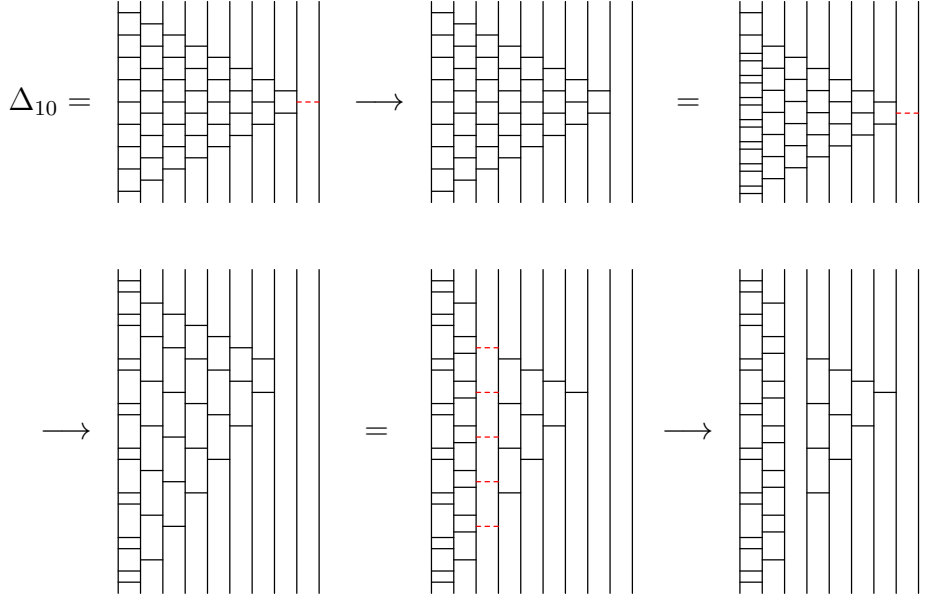 Δ₁₀ = ⟶ =
⟶ = ⟶